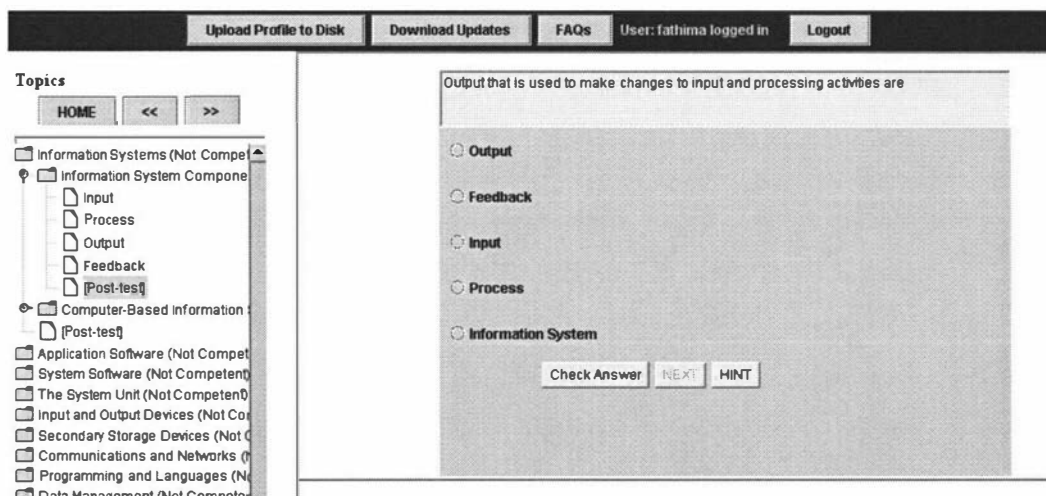 Upload Profile to Disk Download Updates FAQs User: fathima logged in Logout
Topics
HOME << >>
Information Systems (Not Compet
Information System Compone
Input
Process
Output
Feedback
[Post-test]
Computer-Based Information
[Post-test]
Application Software (Not Compet
System Software (Not Competent)
The System Unit (Not Competent)
Input and Output Devices (Not Co
Secondary Storage Devices (Not
Communications and Networks (
Programming and Languages (N
Data Management (Not Compete
Output that is used to make changes to input and processing activities are
Output
Feedback
Input
Process
Information System
Check Answer NEXT HINT